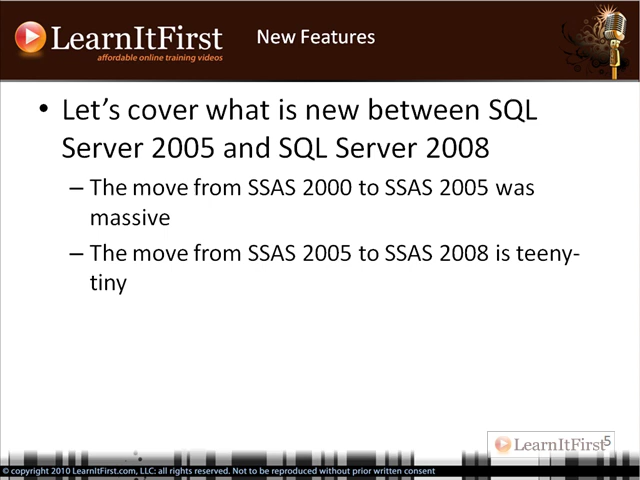 LearnItFirst
affordable online training videos
New Features
• Let's cover what is new between SQL
Server 2005 and SQL Server 2008
– The move from SSAS 2000 to SSAS 2005 was
massive
– The move from SSAS 2005 to SSAS 2008 is teeny-
tiny
LearnItFirst
5
© copyright 2010 LearnItFirst.com, LLC: all rights reserved. Not to be reproduced without prior written consent